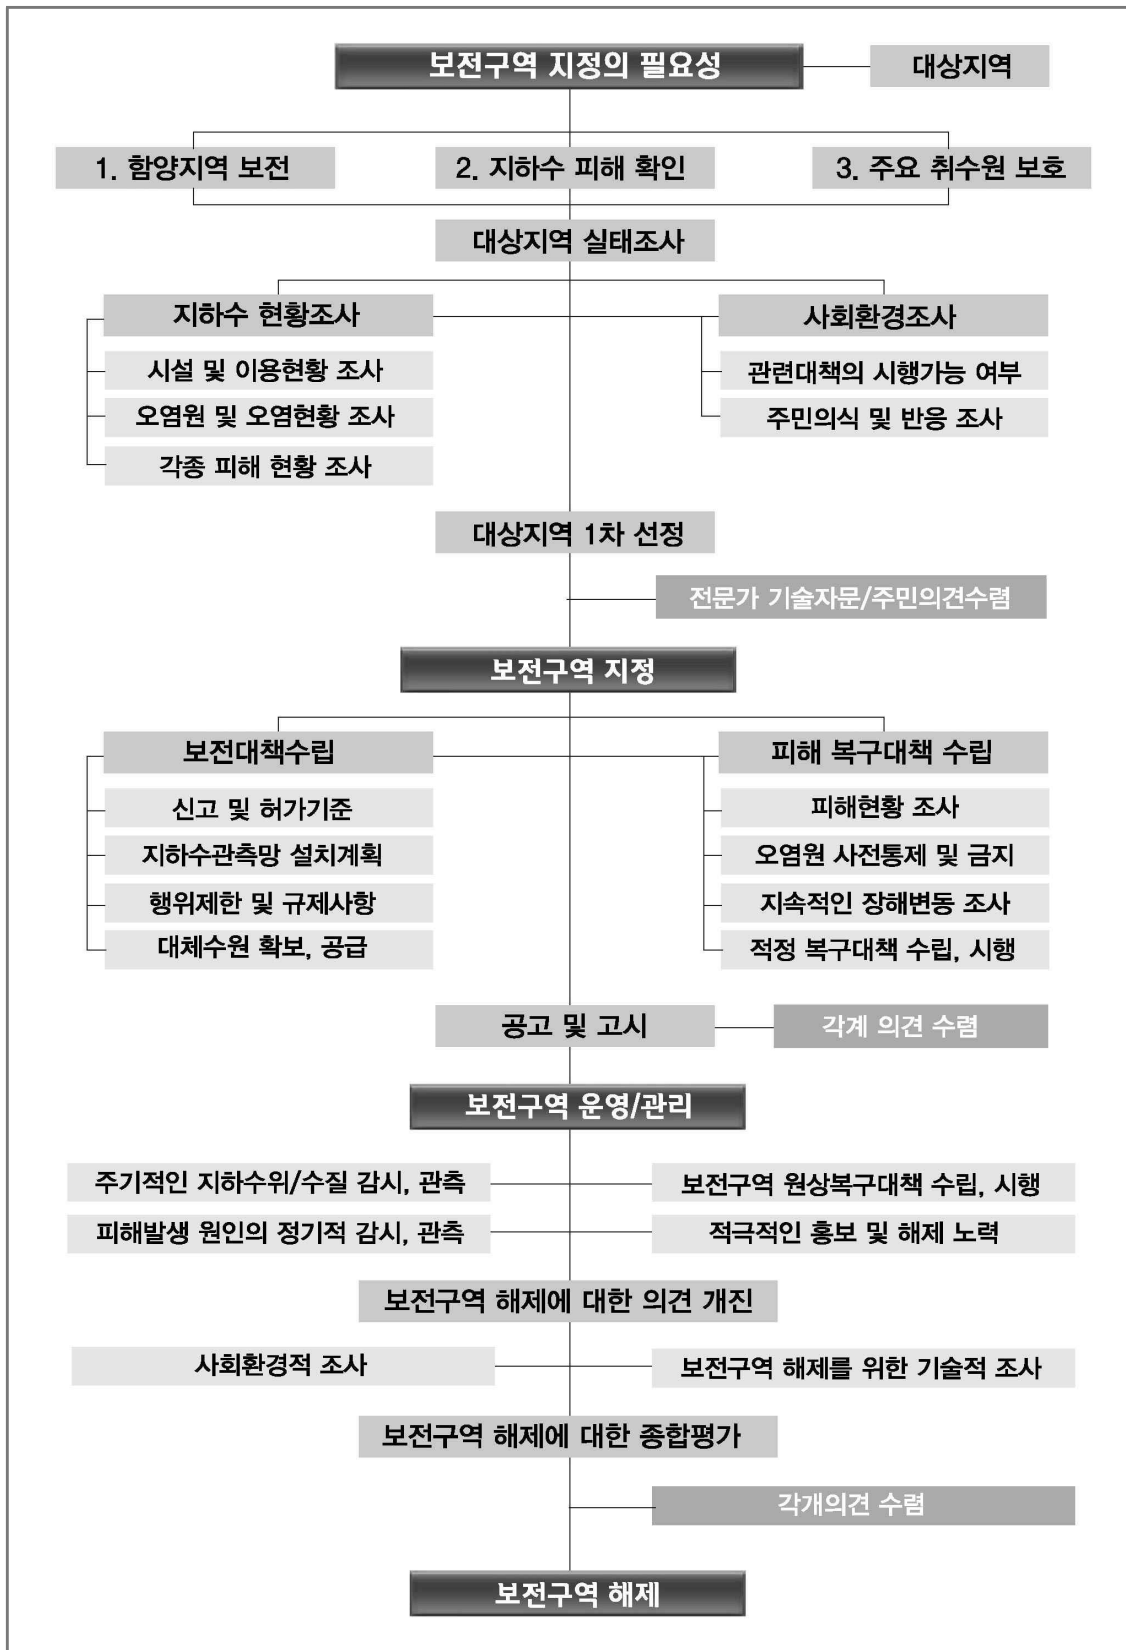 보전구역 지정의 필요성
대상지역
1. 함양지역 보전
2. 지하수 피해 확인
3. 주요 취수원 보호
대상지역 실태조사
지하수 현황조사
사회환경조사
시설 및 이용현황 조사
관련대책의 시행가능 여부
오염원 및 오염현황 조사
주민의식 및 반응 조사
각종 피해 현황 조사
대상지역 1차 선정
전문가 기술자문/주민의견수렴
보전구역 지정
보전대책수립
피해 복구대책 수립
신고 및 허가기준
피해현황 조사
지하수관측망 설치계획
오염원 사전통제 및 금지
행위제한 및 규제사항
지속적인 장해변동 조사
대체수원 확보, 공급
적정 복구대책 수립, 시행
공고 및 고시
각계 의견 수렴
보전구역 운영/관리
주기적인 지하수위/수질 감시, 관측
보전구역 원상복구대책 수립, 시행
피해발생 원인의 정기적 감시, 관측
적극적인 홍보 및 해제 노력
보전구역 해제에 대한 의견 개진
사회환경적 조사
보전구역 해제를 위한 기술적 조사
보전구역 해제에 대한 종합평가
각개의견 수렴
보전구역 해제